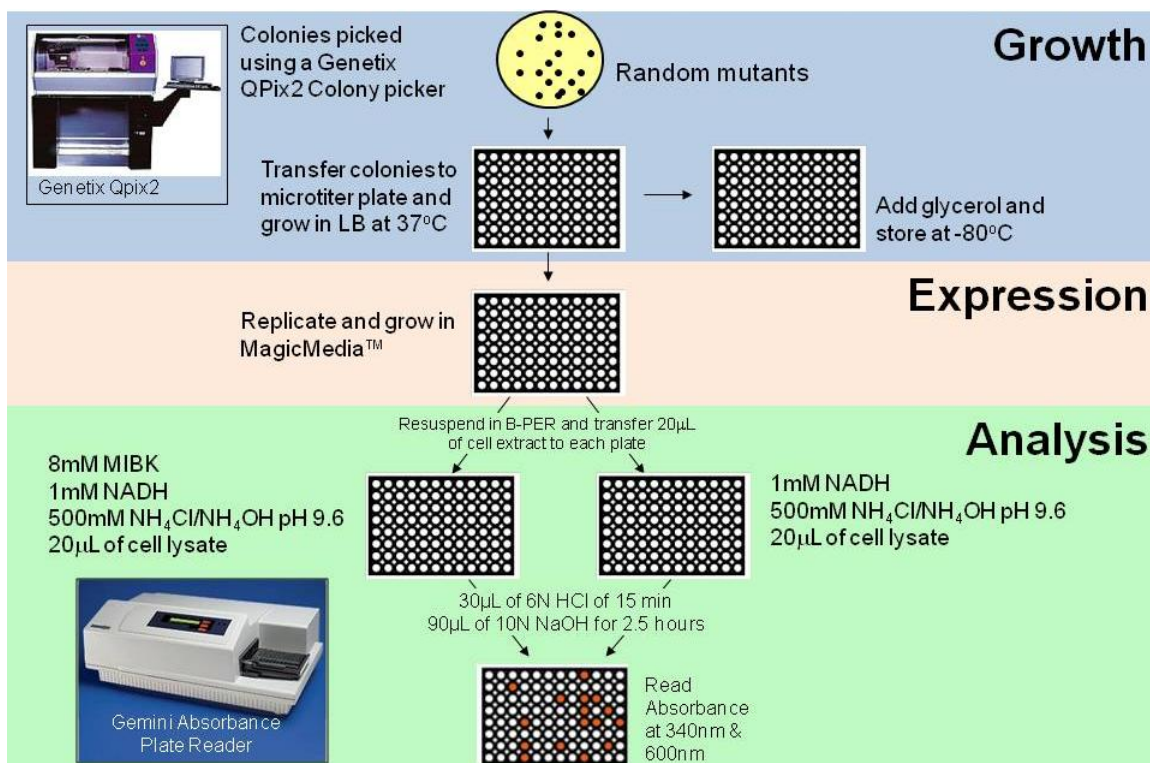 Growth
Colonies picked
using a Genetix
QPix2 Colony picker
Random mutants
Genetix Qpix2
Transfer colonies to
microtiter plate and
grow in LB at 37°C
Add glycerol and
store at -80°C
Expression
Replicate and grow in
MagicMedia™
Analysis
Resuspend in B-PER and transfer 20µL
of cell extract to each plate
8mM MIBK
1mM NADH
500mM NH₄Cl/NH₄OH pH 9.6
20µL of cell lysate
1mM NADH
500mM NH₄Cl/NH₄OH pH 9.6
20µL of cell lysate
30µL of 6N HCl of 15 min
90µL of 10N NaOH for 2.5 hours
Gemini Absorbance
Plate Reader
Read
Absorbance
at 340nm &
600nm